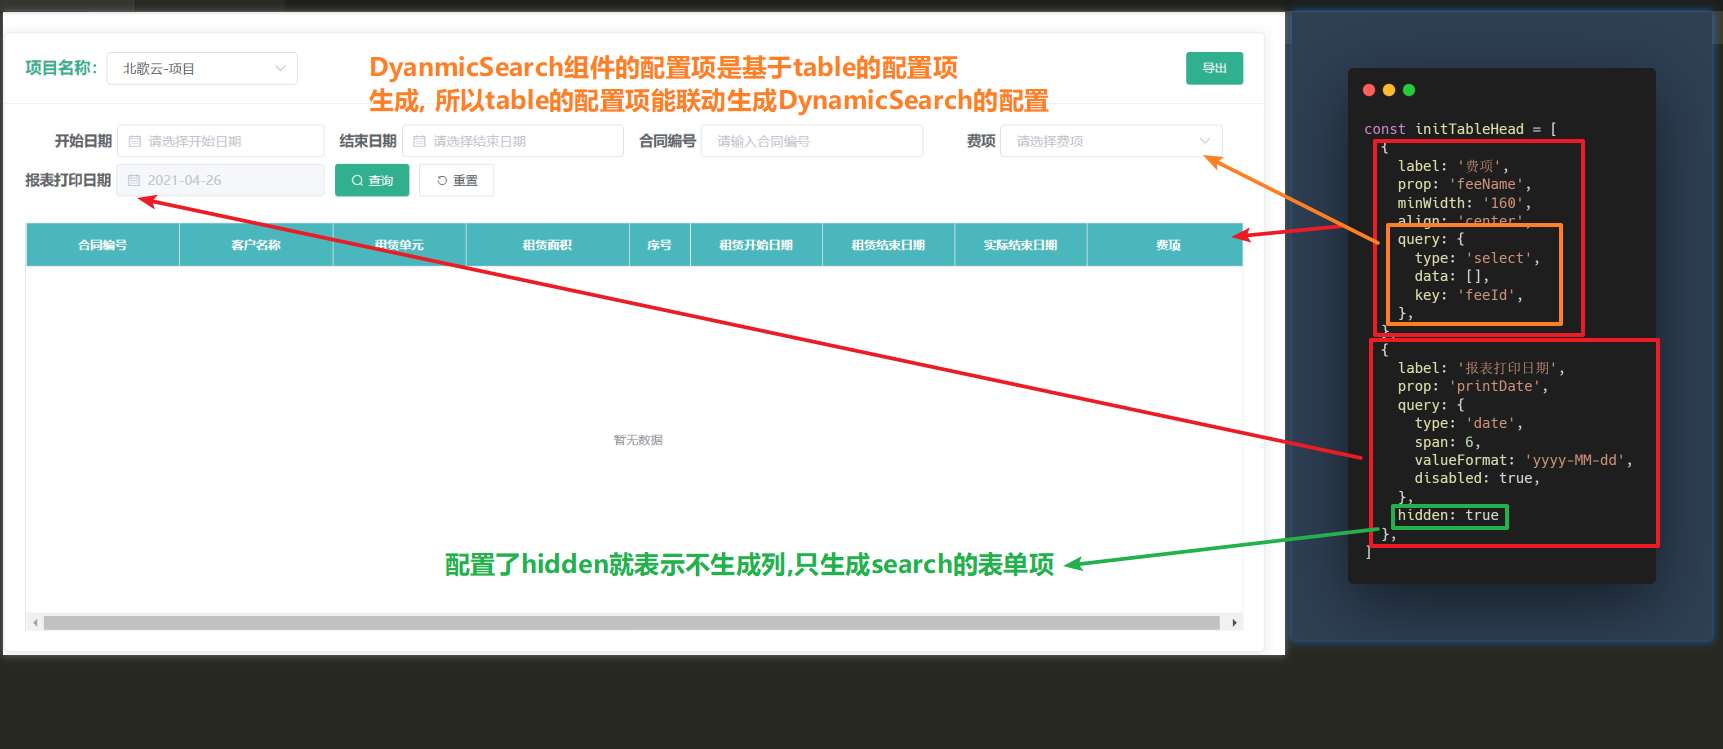 项目名称:
北歌云-项目
DyanmicSearch组件的配置项是基于table的配置项
生成, 所以table的配置项能联动生成DynamicSearch的配置
导出
开始日期
请选择开始日期
结束日期
请选择结束日期
合同编号
请输入合同编号
费项
请选择费项
报表打印日期
2021-04-26
查询
重置
合同编号
客户名称
租赁单元
租赁面积
序号
租赁开始日期
租赁结束日期
实际结束日期
费项
暂无数据
配置了hidden就表示不生成列,只生成search的表单项
const initTableHead = [
{
label: '费项',
prop: 'feeName',
minWidth: '160',
align: 'center',
query: {
type: 'select',
data: [],
key: 'feeId',
},
},
{
label: '报表打印日期',
prop: 'printDate',
query: {
type: 'date',
span: 6,
valueFormat: 'yyyy-MM-dd',
disabled: true,
},
hidden: true
},
]